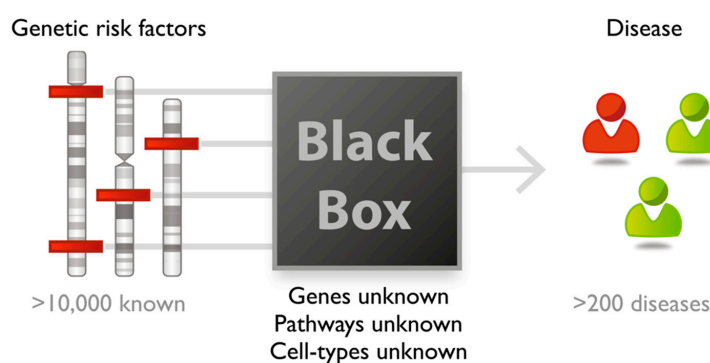 Genetic risk factors
Disease
Black
Box
>10,000 known
Genes unknown
Pathways unknown
Cell-types unknown
>200 diseases